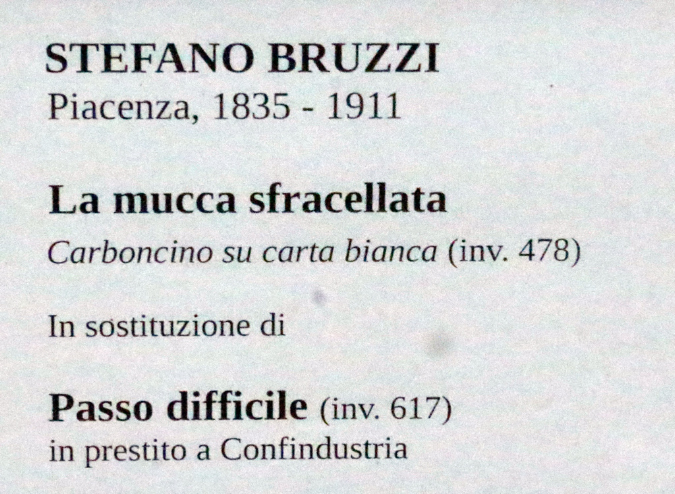 STEFANO BRUZZI
Piacenza, 1835 - 1911
La mucca sfracellata
Carboncino su carta bianca (inv. 478)
In sostituzione di
Passo difficile (inv. 617)
in prestito a Confindustria